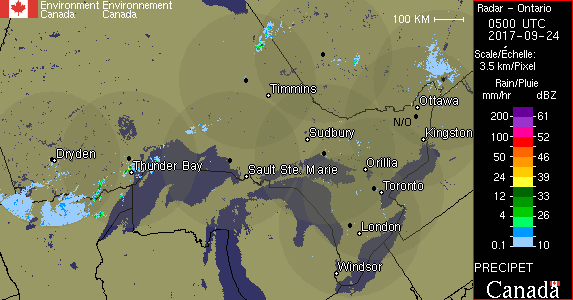 Environment Environnement
Canada Canada
100 KM
Radar - Ontario
0500 UTC
2017-09-24
Scale/Échelle:
3.5 km/Pixel
Rain/Pluie
mm/hr dBZ
200 61
100 52
50 46
24 39
12 33
4 26
0.1 10
PRECIPET
Canada
Timmins
Ottawa
N/O
Sudbury
Kingston
Dryden
Thunder Bay
Sault Ste. Marie
Orillia
Toronto
London
Windsor